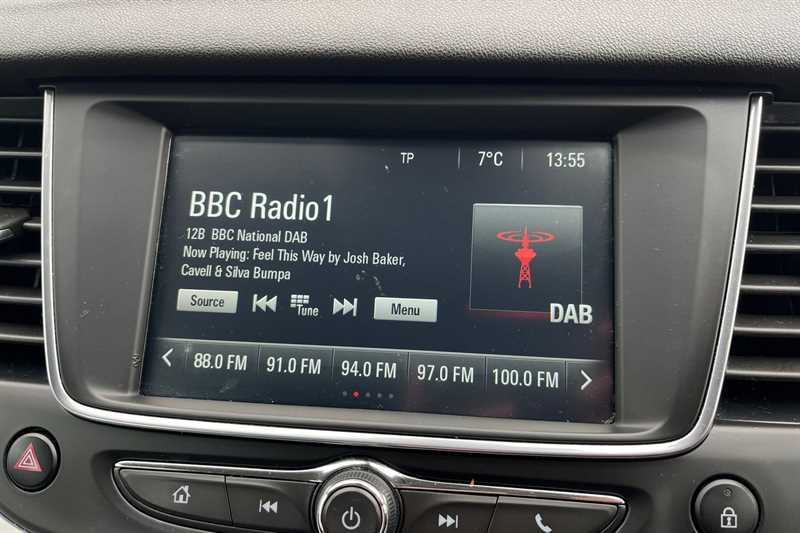 TP 7°C 13:55
BBC Radio1
12B BBC National DAB
Now Playing: Feel This Way by Josh Baker,
Cavell & Silva Bumpa
Source Tune Menu
DAB
88.0 FM 91.0 FM 94.0 FM 97.0 FM 100.0 FM